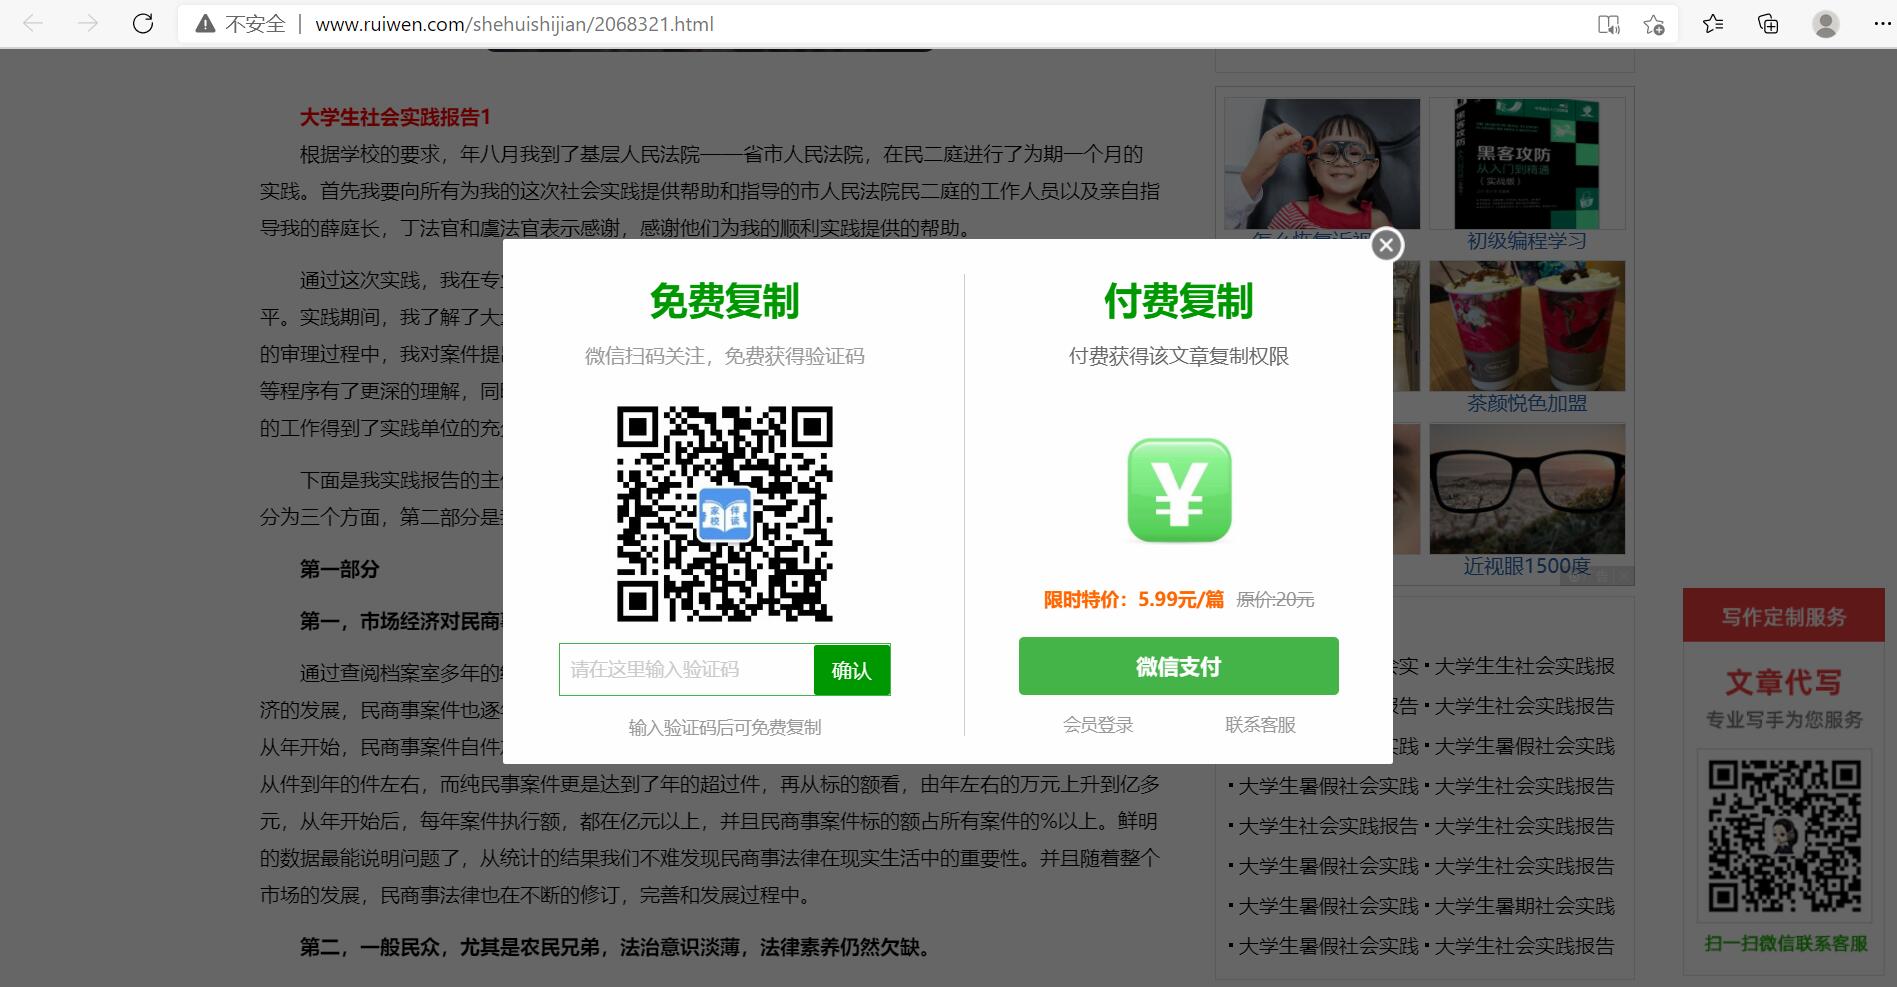 不安全 | www.ruiwen.com/shehuishijian/2068321.html
大学生社会实践报告1
根据学校的要求，年八月我到了基层人民法院——省市人民法院，在民二庭进行了为期一个月的
实践。首先我要向所有为我的这次社会实践提供帮助和指导的市人民法院民二庭的工作人员以及亲自指
导我的薛庭长，丁法官和虞法官表示感谢，感谢他们为我的顺利实践提供的帮助。
通过这次实践，我在专
平。实践期间，我了解了大
的审理过程中，我对案件提
等程序有了更深的理解，同
的工作得到了实践单位的充
下面是我实践报告的主
分为三个方面，第二部分是
第一部分
第一，市场经济对民商
通过查阅档案室多年的
济的发展，民商事案件也逐
从年开始，民商事案件自件
从件到年的件左右，而纯民事案件更是达到了年的超过件，再从标的额看，由年左右的万元上升到亿多
元，从年开始后，每年案件执行额，都在亿元以上，并且民商事案件标的额占所有案件的%以上。鲜明
的数据最能说明问题了，从统计的结果我们不难发现民商事法律在现实生活中的重要性。并且随着整个
市场的发展，民商事法律也在不断的修订，完善和发展过程中。
第二，一般民众，尤其是农民兄弟，法治意识淡薄，法律素养仍然欠缺。
免费复制
微信扫码关注，免费获得验证码
家校伴读
请在这里输入验证码
确认
输入验证码后可免费复制
付费复制
付费获得该文章复制权限
¥
限时特价：5.99元/篇 原价:20元
微信支付
会员登录 联系客服
黑客攻防
从入门到精通
（实战版）
怎么恢复近视
初级编程学习
茶颜悦色加盟
近视眼1500度
会实 · 大学生生社会实践报
报告 · 大学生社会实践报告
实践 · 大学生暑假社会实践
· 大学生暑假社会实践 · 大学生社会实践报告
· 大学生社会实践报告 · 大学生社会实践报告
· 大学生暑假社会实践 · 大学生社会实践报告
· 大学生暑假社会实践 · 大学生暑期社会实践
· 大学生暑假社会实践 · 大学生社会实践报告
写作定制服务
文章代写
专业写手为您服务
扫一扫微信联系客服